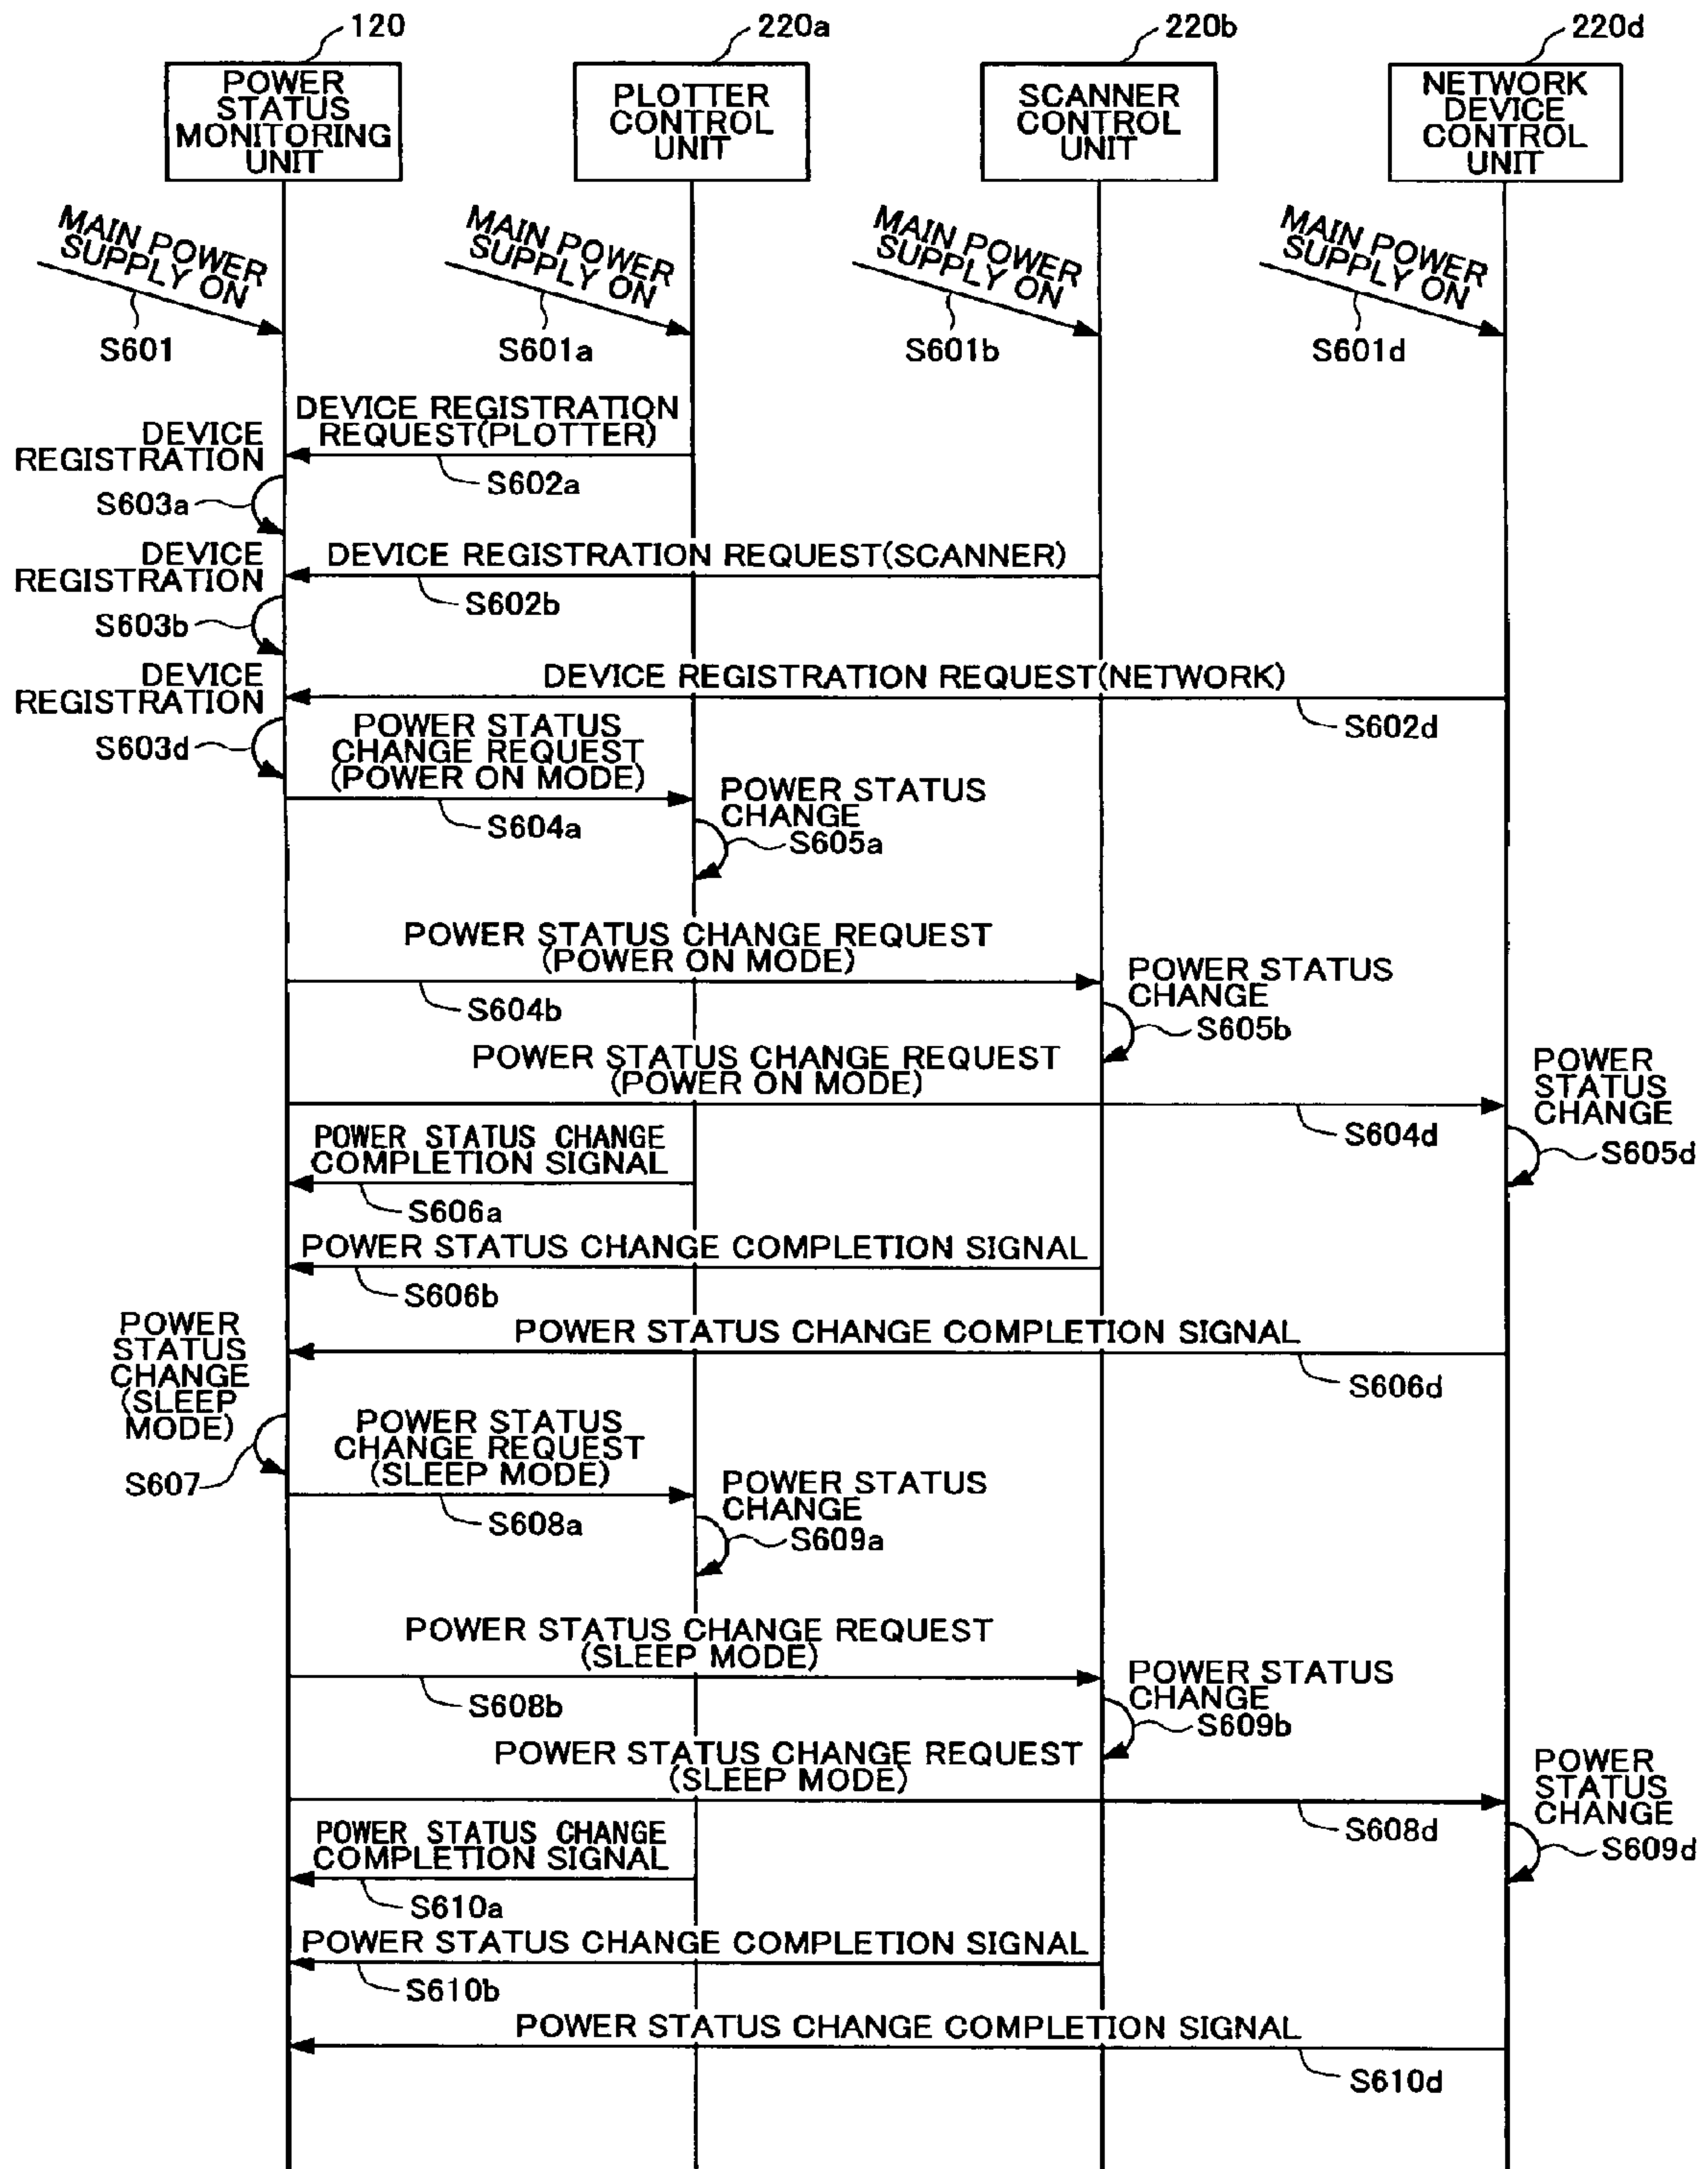 120
220a
220b
220d
POWER
STATUS
MONITORING
UNIT
PLOTTER
CONTROL
UNIT
SCANNER
CONTROL
UNIT
NETWORK
DEVICE
CONTROL
UNIT
MAIN POWER
SUPPLY ON
S601
MAIN POWER
SUPPLY ON
S601a
MAIN POWER
SUPPLY ON
S601b
MAIN POWER
SUPPLY ON
S601d
DEVICE REGISTRATION
REQUEST(PLOTTER)
S602a
DEVICE
REGISTRATION
S603a
DEVICE REGISTRATION REQUEST(SCANNER)
S602b
DEVICE
REGISTRATION
S603b
DEVICE REGISTRATION REQUEST(NETWORK)
S602d
DEVICE
REGISTRATION
S603d
POWER STATUS
CHANGE REQUEST
(POWER ON MODE)
S604a
POWER STATUS
CHANGE
S605a
POWER STATUS CHANGE REQUEST
(POWER ON MODE)
S604b
POWER STATUS
CHANGE
S605b
POWER STATUS CHANGE REQUEST
(POWER ON MODE)
S604d
POWER
STATUS
CHANGE
S605d
POWER STATUS CHANGE
COMPLETION SIGNAL
S606a
POWER STATUS CHANGE COMPLETION SIGNAL
S606b
POWER STATUS CHANGE COMPLETION SIGNAL
S606d
POWER
STATUS
CHANGE
(SLEEP
MODE)
S607
POWER STATUS
CHANGE REQUEST
(SLEEP MODE)
S608a
POWER STATUS
CHANGE
S609a
POWER STATUS CHANGE REQUEST
(SLEEP MODE)
S608b
POWER STATUS
CHANGE
S609b
POWER STATUS CHANGE REQUEST
(SLEEP MODE)
S608d
POWER
STATUS
CHANGE
S609d
POWER STATUS CHANGE
COMPLETION SIGNAL
S610a
POWER STATUS CHANGE COMPLETION SIGNAL
S610b
POWER STATUS CHANGE COMPLETION SIGNAL
S610d